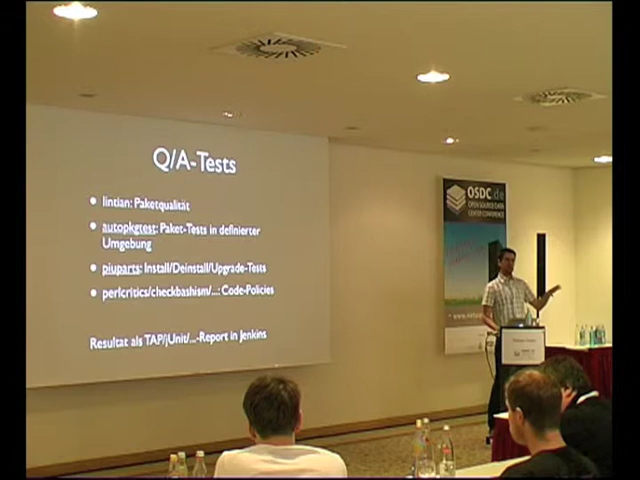 Q/A-Tests
lintian: Paketqualität
autopkgtest: Paket-Tests in definierter
Umgebung
piuparts: Install/Deinstall/Upgrade-Tests
perlcritics/checkbashism/...: Code-Policies
Resultat als TAP/jUnit/...-Report in Jenkins
OSDC.de
OPEN SOURCE DATA
CENTER CONFERENCE